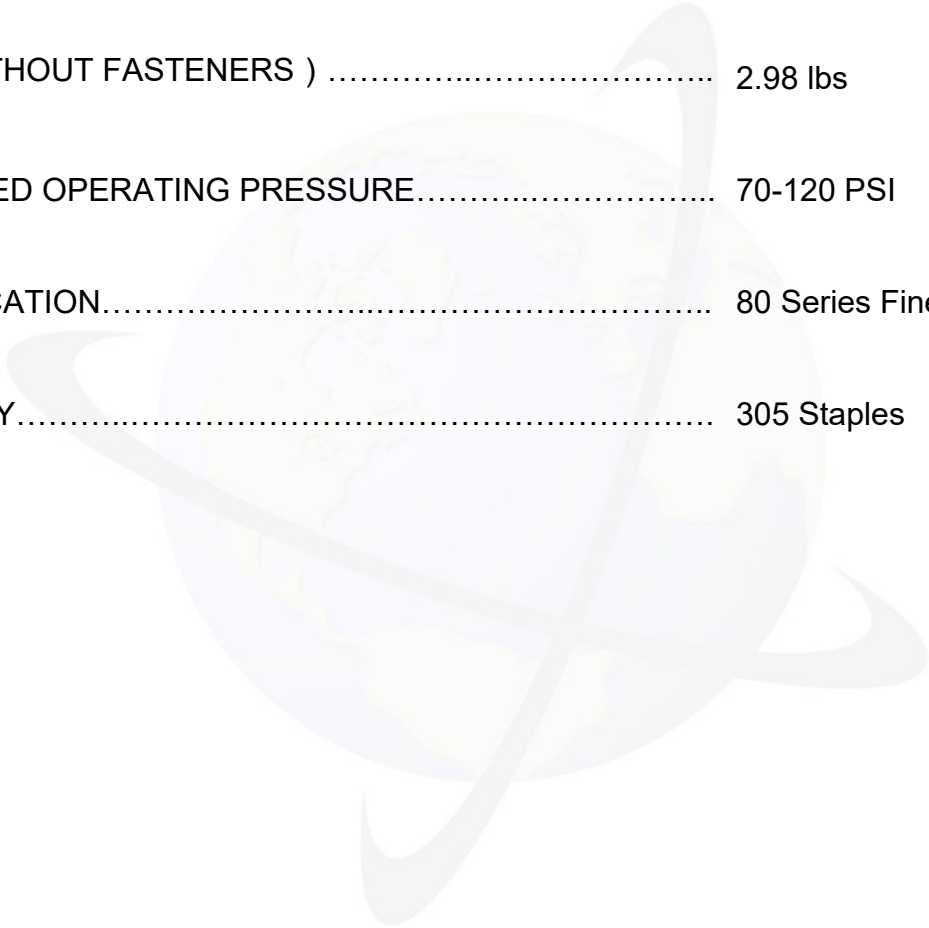 THOUT FASTENERS ) …………..………………….. 2.98 lbs
ED OPERATING PRESSURE………..……………... 70-120 PSI
CATION……………………..………………………….. 80 Series Fine
Y………..………………………………………………. 305 Staples